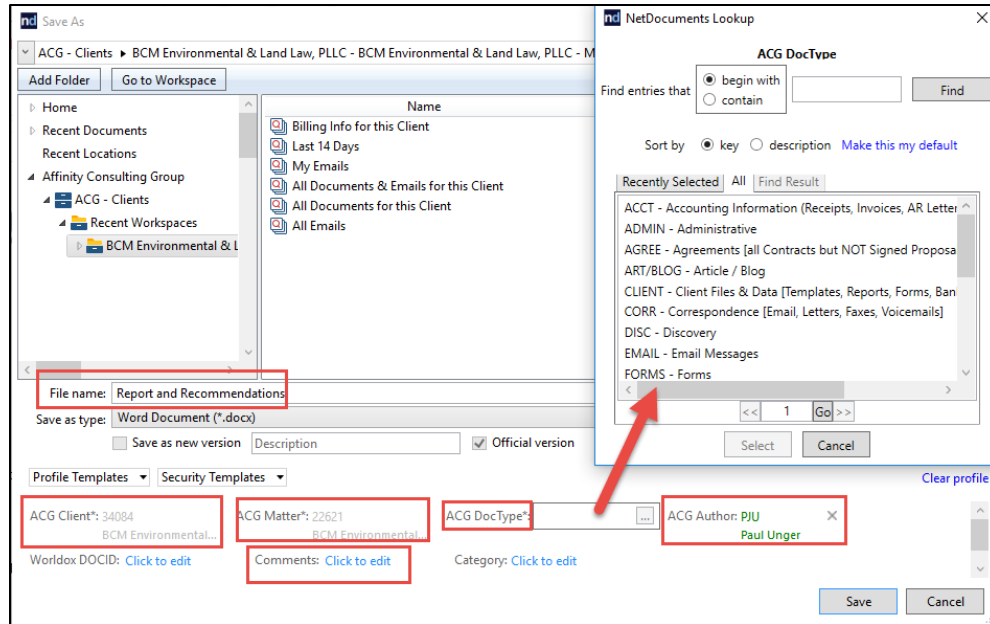 nd Save As
ACG - Clients ▸ BCM Environmental & Land Law, PLLC - BCM Environmental & Land Law, PLLC - M
Add Folder
Go to Workspace
Home
Recent Documents
Recent Locations
Affinity Consulting Group
ACG - Clients
Recent Workspaces
BCM Environmental & L
Name
Billing Info for this Client
Last 14 Days
My Emails
All Documents & Emails for this Client
All Documents for this Client
All Emails
File name: Report and Recommendations
Save as type: Word Document (*.docx)
Save as new version Description Official version
Profile Templates Security Templates Clear profile
ACG Client*: 34084 ACG Matter*: 22621 ACG DocType*: ... ACG Author: PJU
BCM Environmental... BCM Environmental... Paul Unger
Worldox DOCID: Click to edit Comments: Click to edit Category: Click to edit
Save Cancel
nd NetDocuments Lookup
ACG DocType
Find entries that begin with Find
contain
Sort by key description Make this my default
Recently Selected All Find Result
ACCT - Accounting Information (Receipts, Invoices, AR Letter
ADMIN - Administrative
AGREE - Agreements [all Contracts but NOT Signed Proposa
ART/BLOG - Article / Blog
CLIENT - Client Files & Data [Templates, Reports, Forms, Ban
CORR - Correspondence [Email, Letters, Faxes, Voicemails]
DISC - Discovery
EMAIL - Email Messages
FORMS - Forms
<< 1 Go >>
Select Cancel